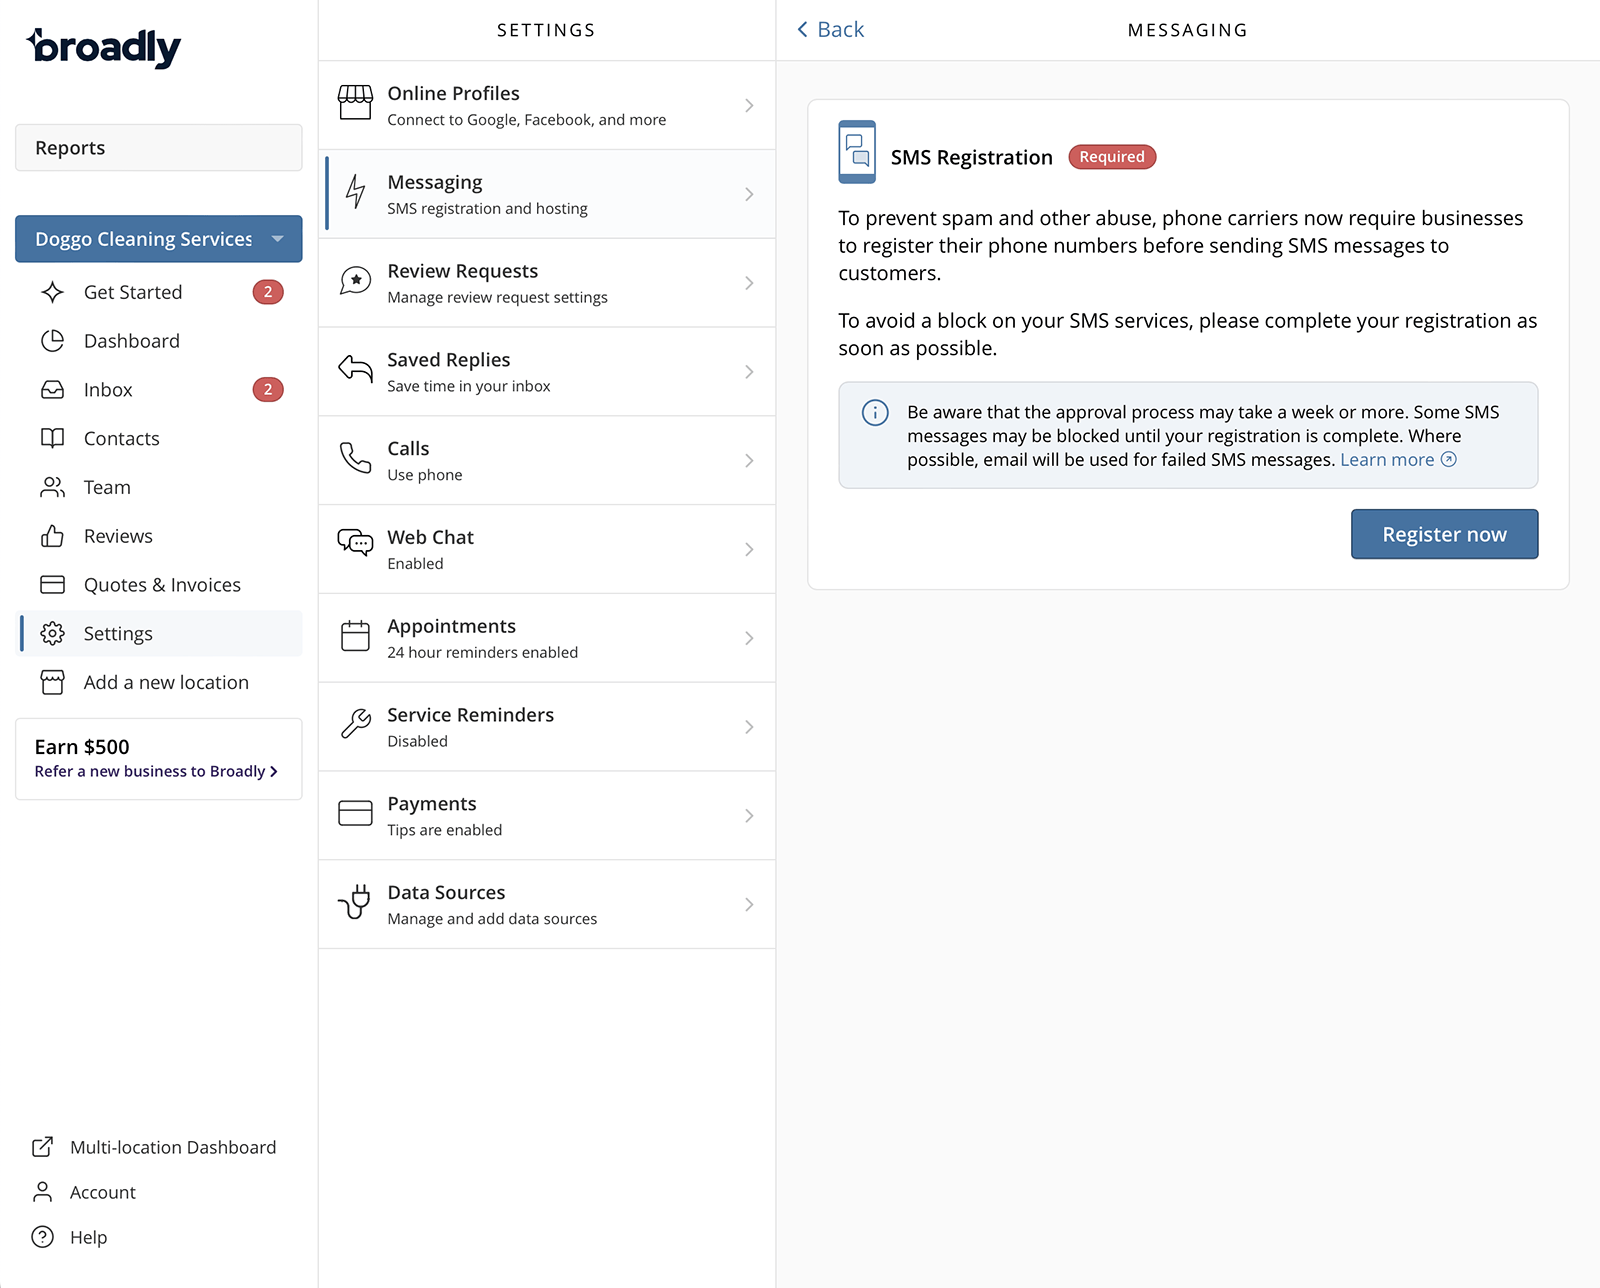 broadly
Reports
Doggo Cleaning Services
Get Started
2
Dashboard
Inbox
2
Contacts
Team
Reviews
Quotes & Invoices
Settings
Add a new location
Earn $500
Refer a new business to Broadly
Multi-location Dashboard
Account
Help
SETTINGS
Online Profiles
Connect to Google, Facebook, and more
Messaging
SMS registration and hosting
Review Requests
Manage review request settings
Saved Replies
Save time in your inbox
Calls
Use phone
Web Chat
Enabled
Appointments
24 hour reminders enabled
Service Reminders
Disabled
Payments
Tips are enabled
Data Sources
Manage and add data sources
Back
MESSAGING
SMS Registration
Required
To prevent spam and other abuse, phone carriers now require businesses
to register their phone numbers before sending SMS messages to
customers.
To avoid a block on your SMS services, please complete your registration as
soon as possible.
Be aware that the approval process may take a week or more. Some SMS
messages may be blocked until your registration is complete. Where
possible, email will be used for failed SMS messages. Learn more
Register now